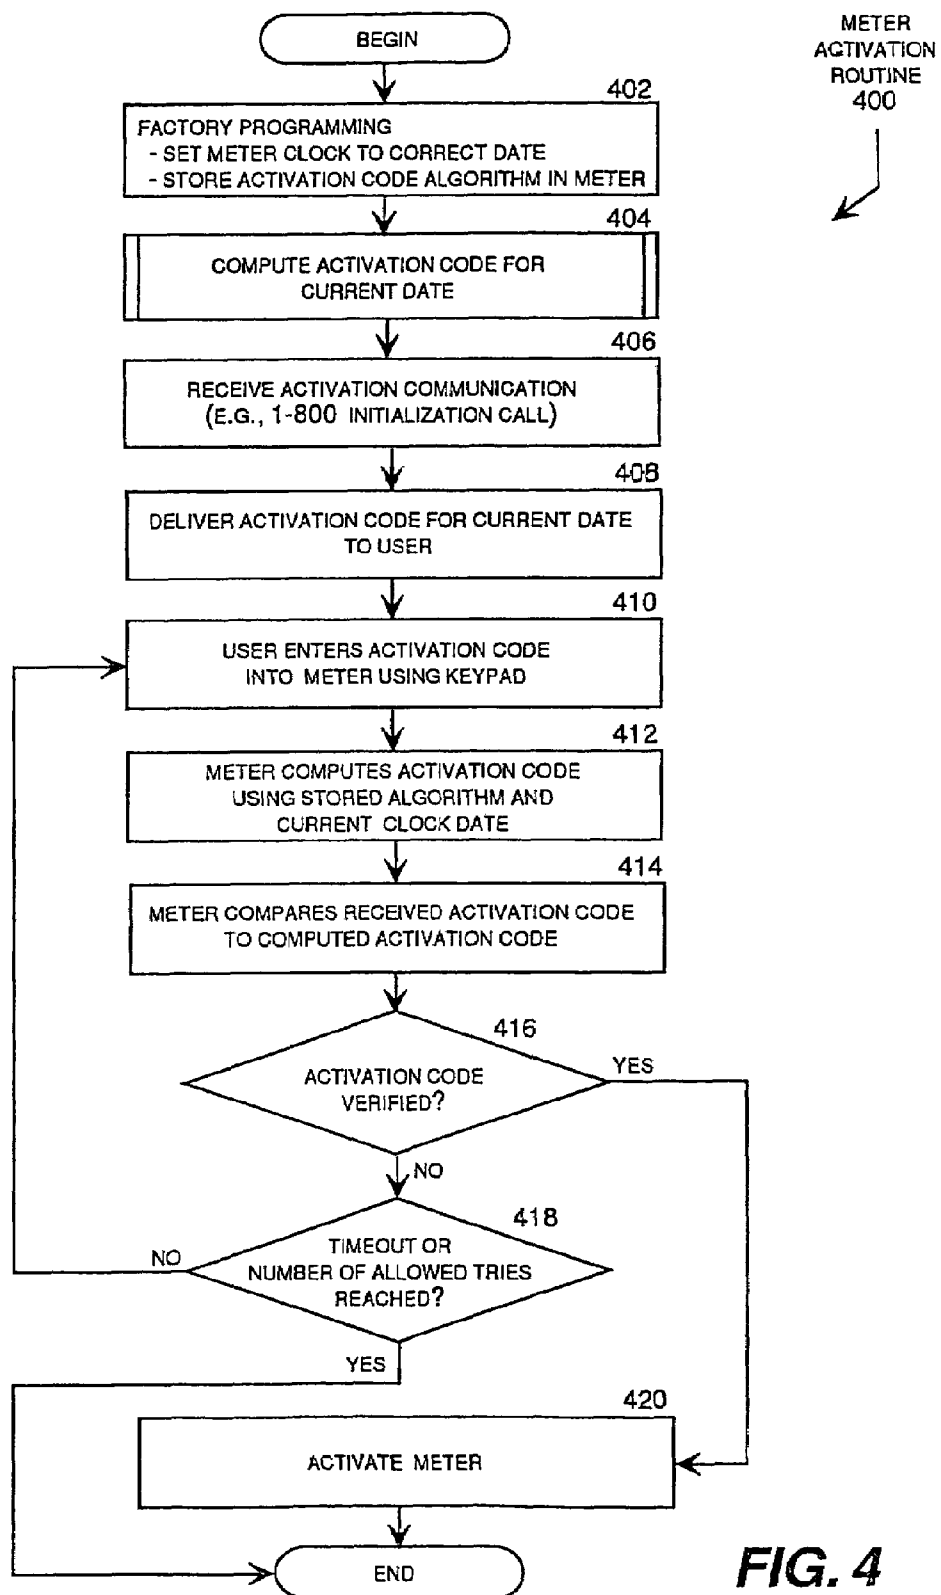 BEGIN
METER
ACTIVATION
ROUTINE
400
402
FACTORY PROGRAMMING
- SET METER CLOCK TO CORRECT DATE
- STORE ACTIVATION CODE ALGORITHM IN METER
404
COMPUTE ACTIVATION CODE FOR
CURRENT DATE
406
RECEIVE ACTIVATION COMMUNICATION
(E.G., 1-800 INITIALIZATION CALL)
408
DELIVER ACTIVATION CODE FOR CURRENT DATE
TO USER
410
USER ENTERS ACTIVATION CODE
INTO METER USING KEYPAD
412
METER COMPUTES ACTIVATION CODE
USING STORED ALGORITHM AND
CURRENT CLOCK DATE
414
METER COMPARES RECEIVED ACTIVATION CODE
TO COMPUTED ACTIVATION CODE
416
ACTIVATION CODE
VERIFIED?
YES
NO
418
TIMEOUT OR
NUMBER OF ALLOWED TRIES
REACHED?
NO
YES
420
ACTIVATE METER
END
FIG. 4